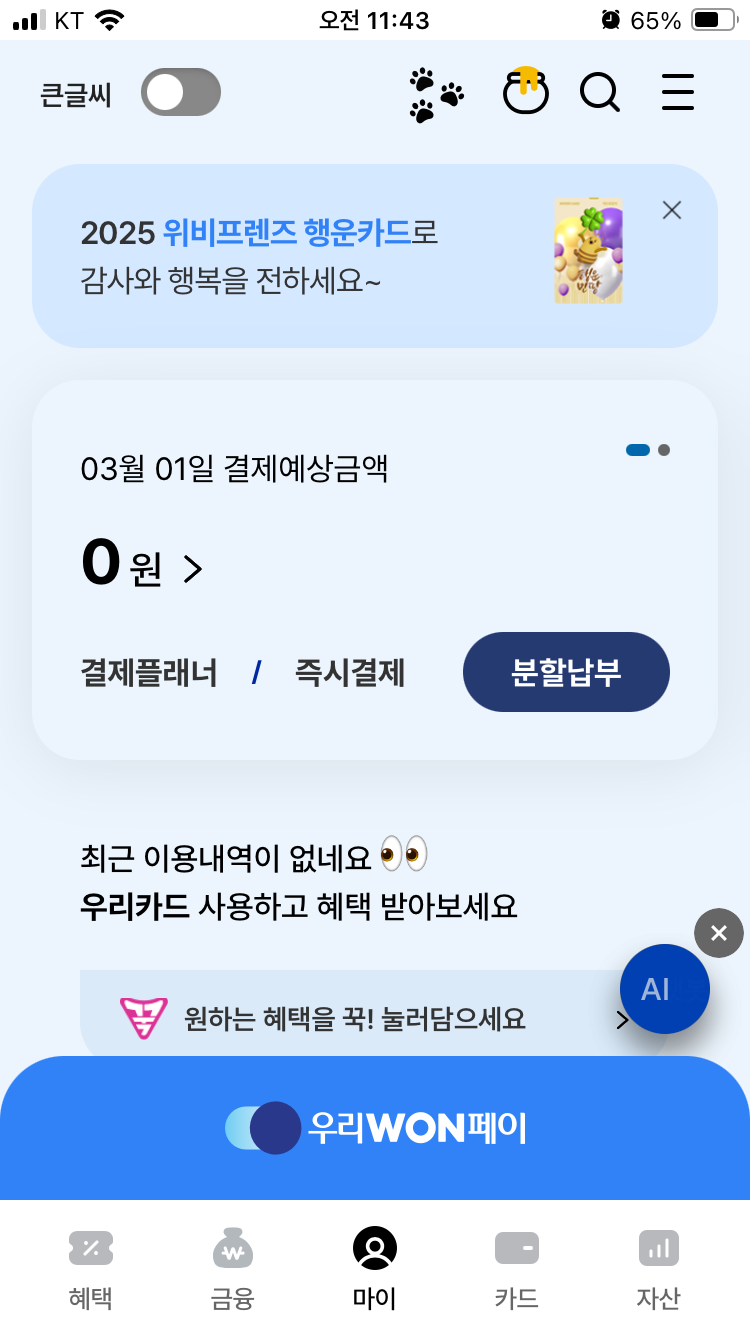 KT 오전 11:43 65%
큰글씨
2025 위비프렌즈 행운카드로
감사와 행복을 전하세요~
03월 01일 결제예상금액
0 원 >
결제플래너 / 즉시결제 분할납부
최근 이용내역이 없네요 👀
우리카드 사용하고 혜택 받아보세요
AI
꾹 원하는 혜택을 꾹! 눌러담으세요
우리WON페이
혜택 금융 마이 카드 자산